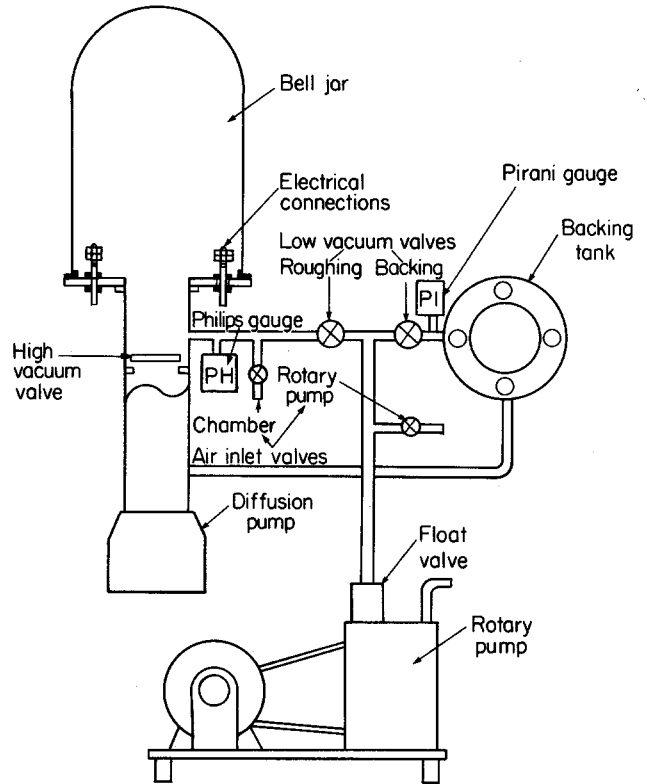 Bell jar
Electrical
connections
Pirani gauge
Low vacuum valves
Roughing Backing
Backing
tank
PI
Philips gauge
High
vacuum
valve
PH
Rotary
pump
Chamber
Air inlet valves
Diffusion
pump
Float
valve
Rotary
pump